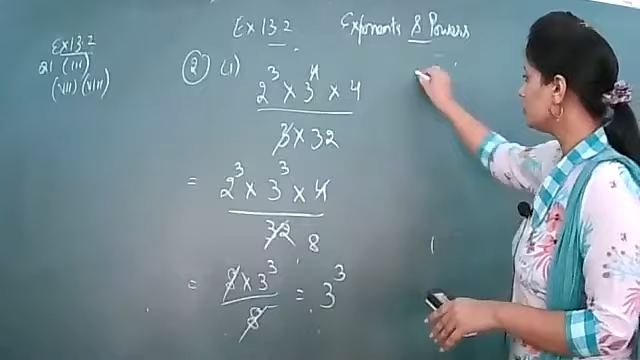 Ex 13.2 Exponents & Powers
Ex 13.2
Q1 (iii)
(vii) (viii)
② (i)
2³ × 3⁴ × 4
3 × 32
= 2³ × 3³ × 4
32 8
= 8 × 3³ = 3³
8